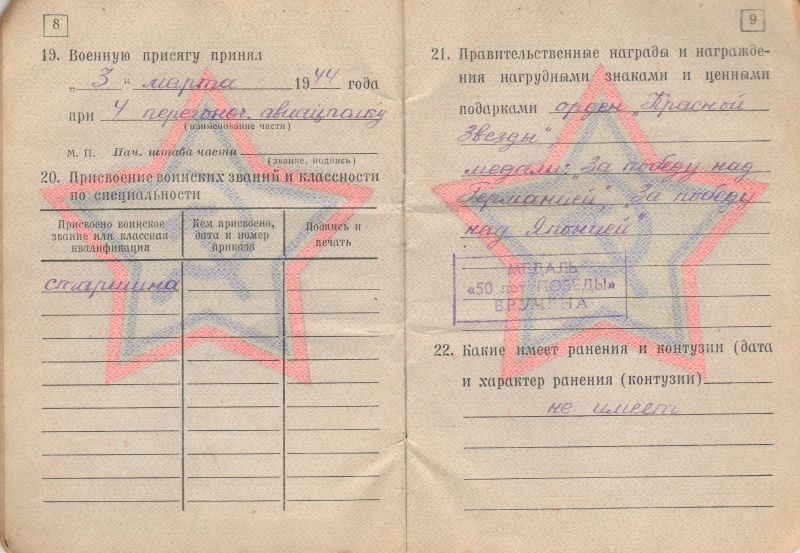 8
19. Военную присягу принял
„ 3 “ марта 1944 года
при 4 перегоноч. авиацполку
(наименование части)
М. П. Нач. штаба части
(звание, подпись)
20. Присвоение воинских званий и классности
по специальности
Присвоено воинское
звание или классная
квалификация
Кем присвоено,
дата и номер
приказа
Подпись и
печать
старшина
9
21. Правительственные награды и награжде-
ния нагрудными знаками и ценными
подарками орден „Красной
Звезды",
медали: „За победу над
Германией", „За победу
над Японией"
МЕДАЛЬ
«50 лет ПОБЕДЫ»
ВРУЧЕНА
22. Какие имеет ранения и контузии (дата
и характер ранения (контузии)
не имеет